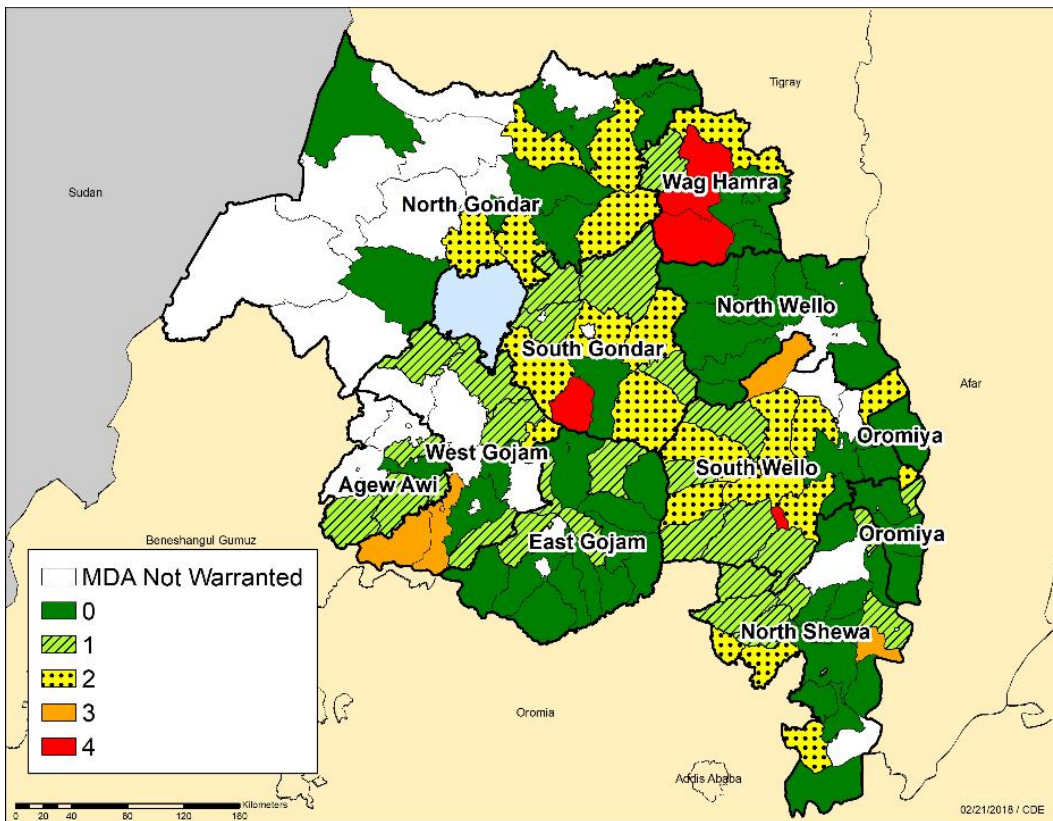 Tigray
Sudan
Wag Hamra
North Gondar
North Wello
South Gondar
Afar
Oromiya
West Gojam
South Wello
Agew Awi
Oromiya
Beneshangul Gumuz
East Gojam
MDA Not Warranted
0
1
North Shewa
2
3
Oromia
4
Addis Ababa
Kilometers
0 20 40 80 120 160
02/21/2018 / CDE